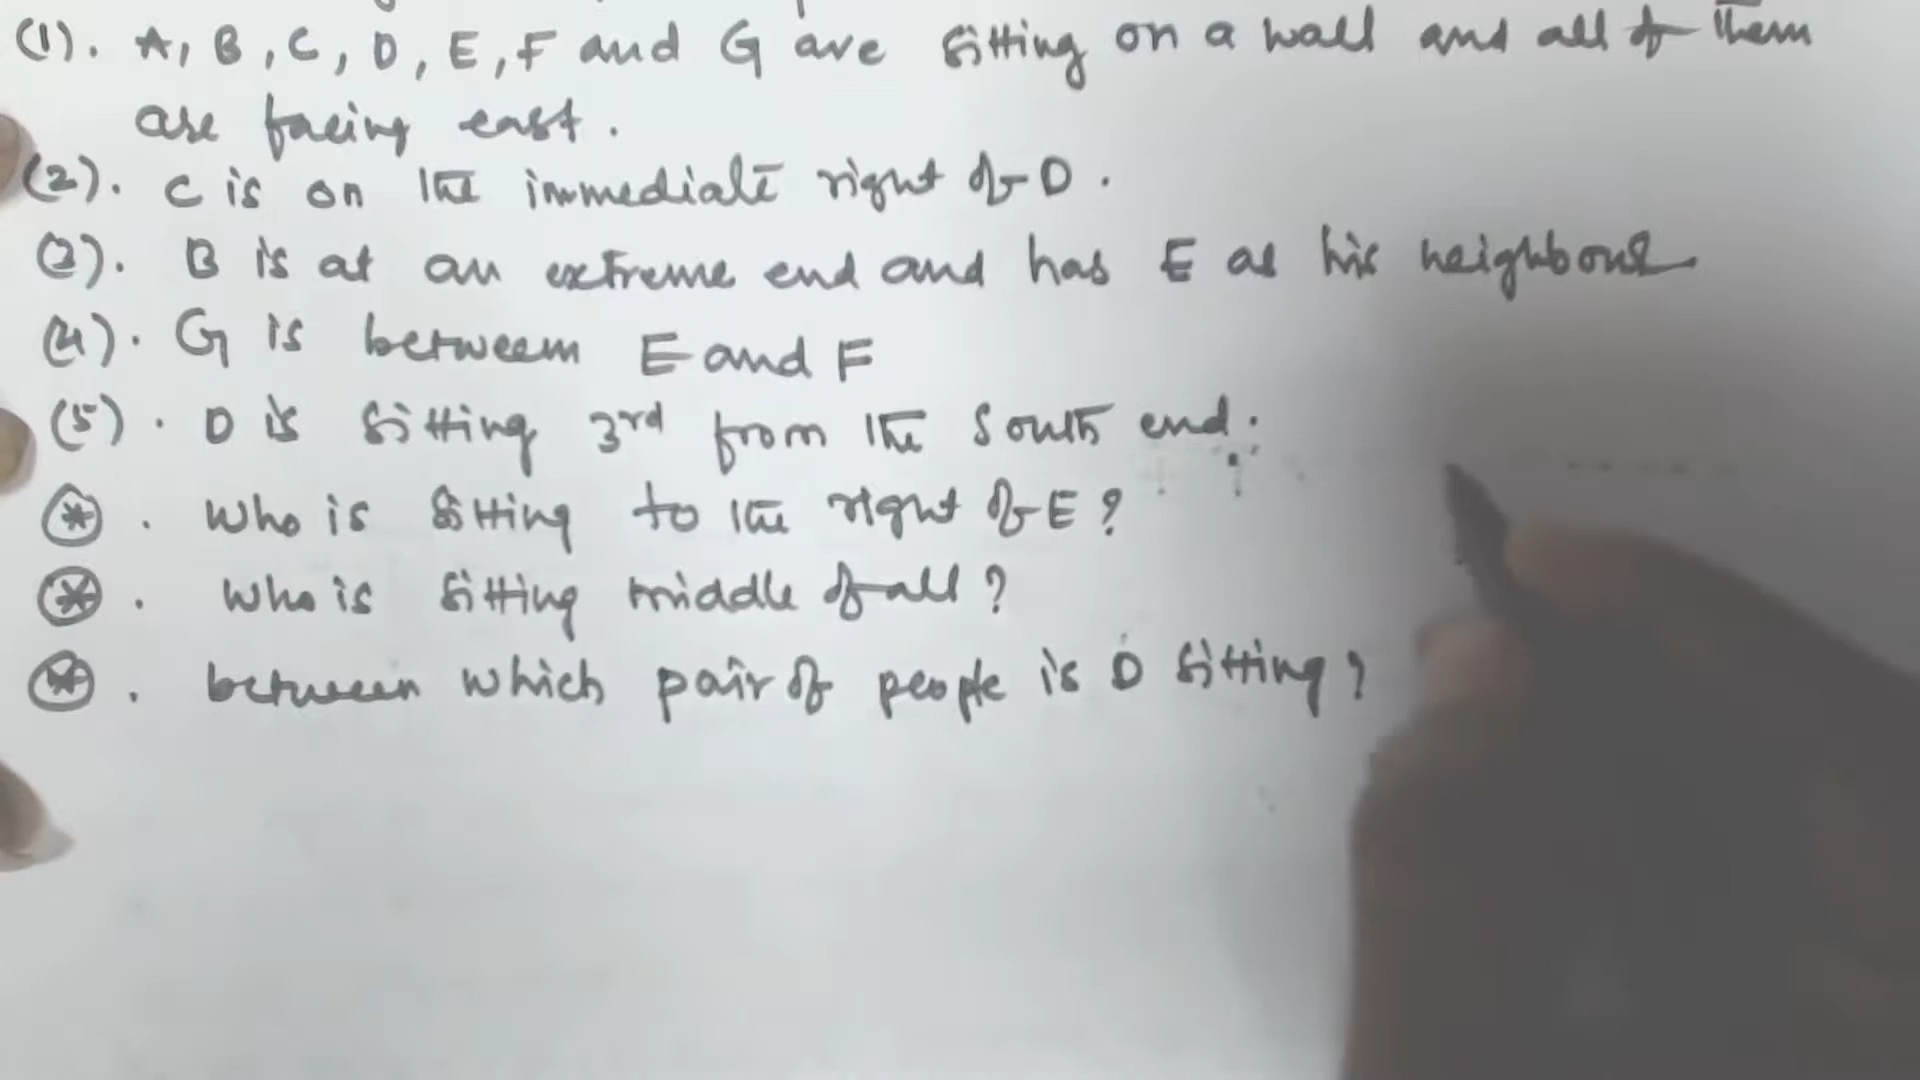 (1). A, B, C, D, E, F and G are sitting on a wall and all of them
are facing east.
(2). C is on the immediate right of D.
(3). B is at an extreme end and has E as his neighbour
(4). G is between E and F
(5). D is sitting 3rd from the South end.
* . Who is sitting to the right of E?
* . Who is sitting middle of all?
* . between which pair of people is D sitting?